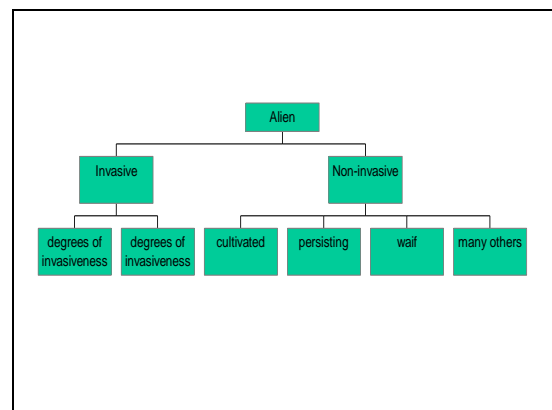 Alien
Invasive
Non-invasive
degrees of
invasiveness
degrees of
invasiveness
cultivated
persisting
waif
many others